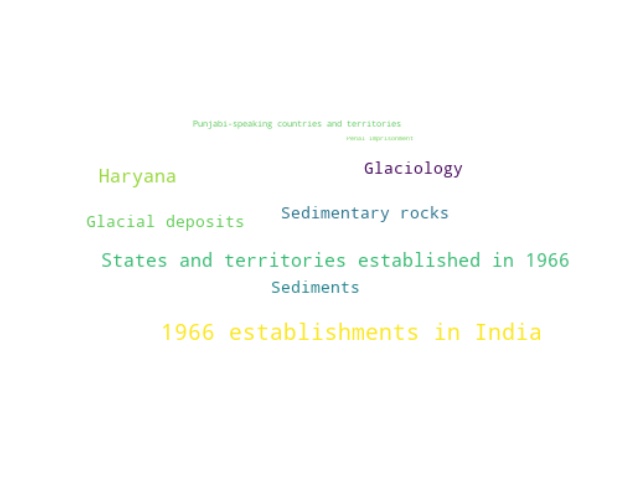 Punjabi-speaking countries and territories
Penal imprisonment
Glaciology
Haryana
Sedimentary rocks
Glacial deposits
States and territories established in 1966
Sediments
1966 establishments in India